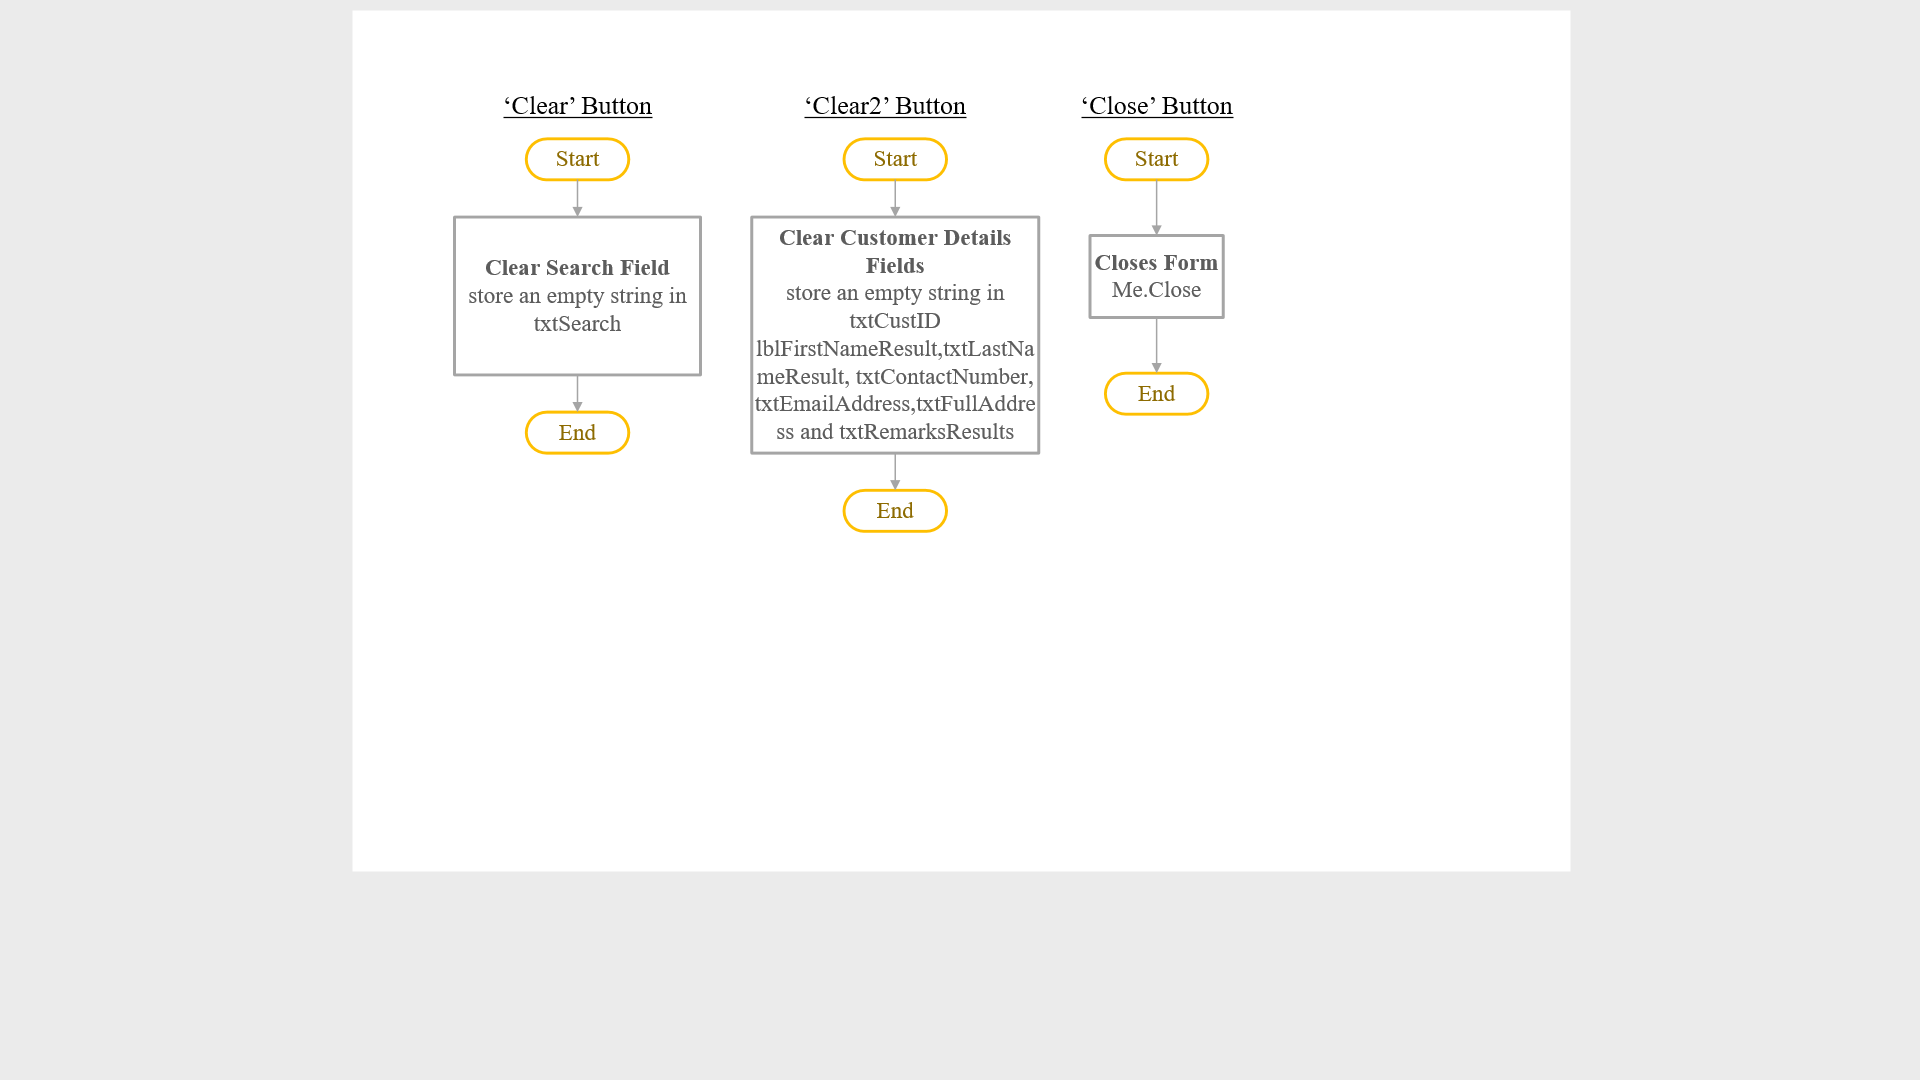 ‘Clear’ Button
Start
Clear Search Field
store an empty string in
txtSearch
End
‘Clear2’ Button
Start
Clear Customer Details
Fields
store an empty string in
txtCustID
lblFirstNameResult,txtLastNa
meResult, txtContactNumber,
txtEmailAddress,txtFullAddre
ss and txtRemarksResults
End
‘Close’ Button
Start
Closes Form
Me.Close
End